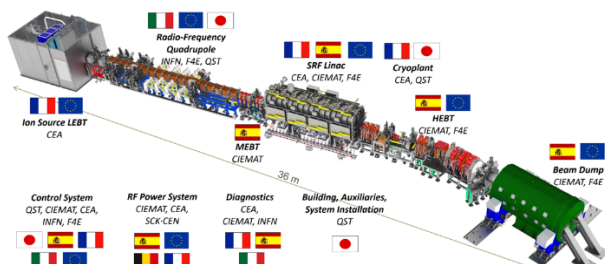 Radio-Frequency
Quadrupole
INFN, F4E, QST
SRF Linac
CEA, CIEMAT, F4E
Cryoplant
CEA, QST
Ion Source LEBT
CEA
MEBT
CIEMAT
HEBT
CIEMAT, F4E
Beam Dump
CIEMAT, F4E
36 m
Control System
QST, CIEMAT, CEA,
INFN, F4E
RF Power System
CIEMAT, CEA,
SCK-CEN
Diagnostics
CEA,
CIEMAT, INFN
Building, Auxiliaries,
System Installation
QST